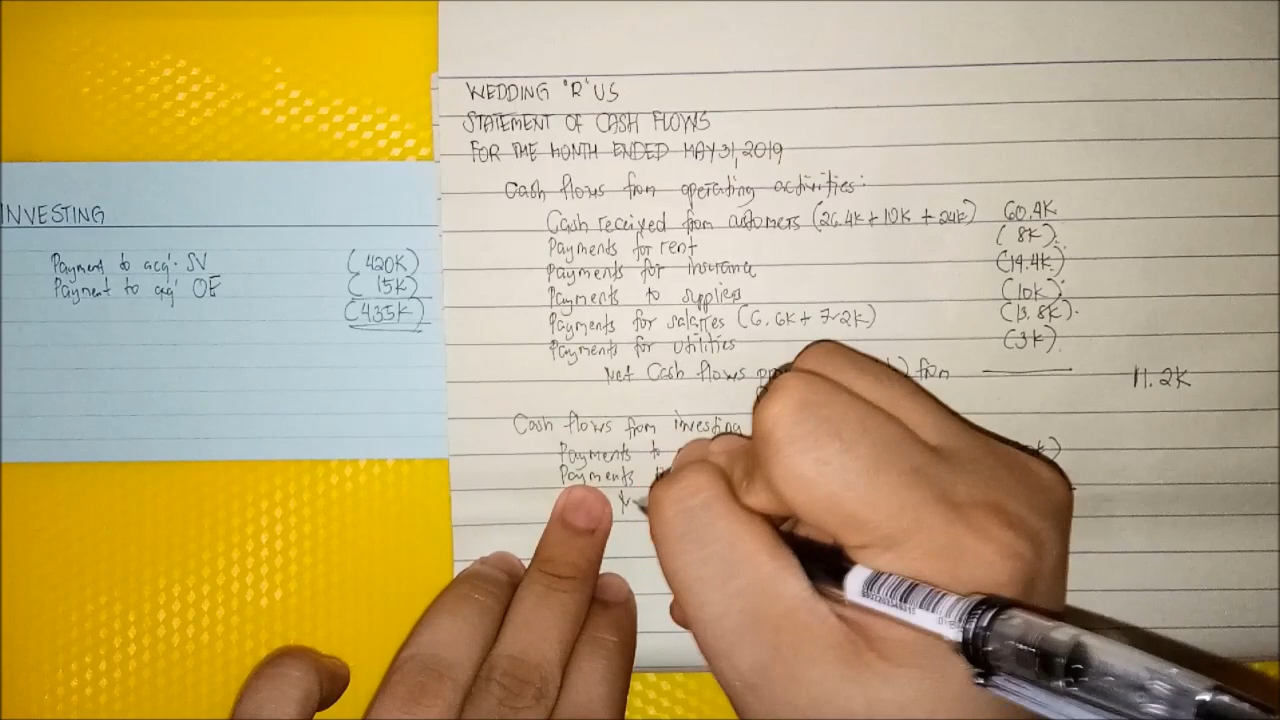 INVESTING
Payment to acq. SV (420K)
Payment to acq. OE (15K)
(435K)
WEDDING "R" US
STATEMENT OF CASH FLOWS
FOR THE MONTH ENDED MAY 31, 2019
Cash flows from operating activities:
Cash received from customers (26.4K + 10K + 24K) 60.4K
Payments for rent (8K)
Payments for insurance (14.4K)
Payments to suppliers (10K)
Payments for salaries (6.6K + 7.2K) (13.8K)
Payments for utilities (3K)
Net Cash flows from 11.2K
Cash flows from investing
Payments
Payments